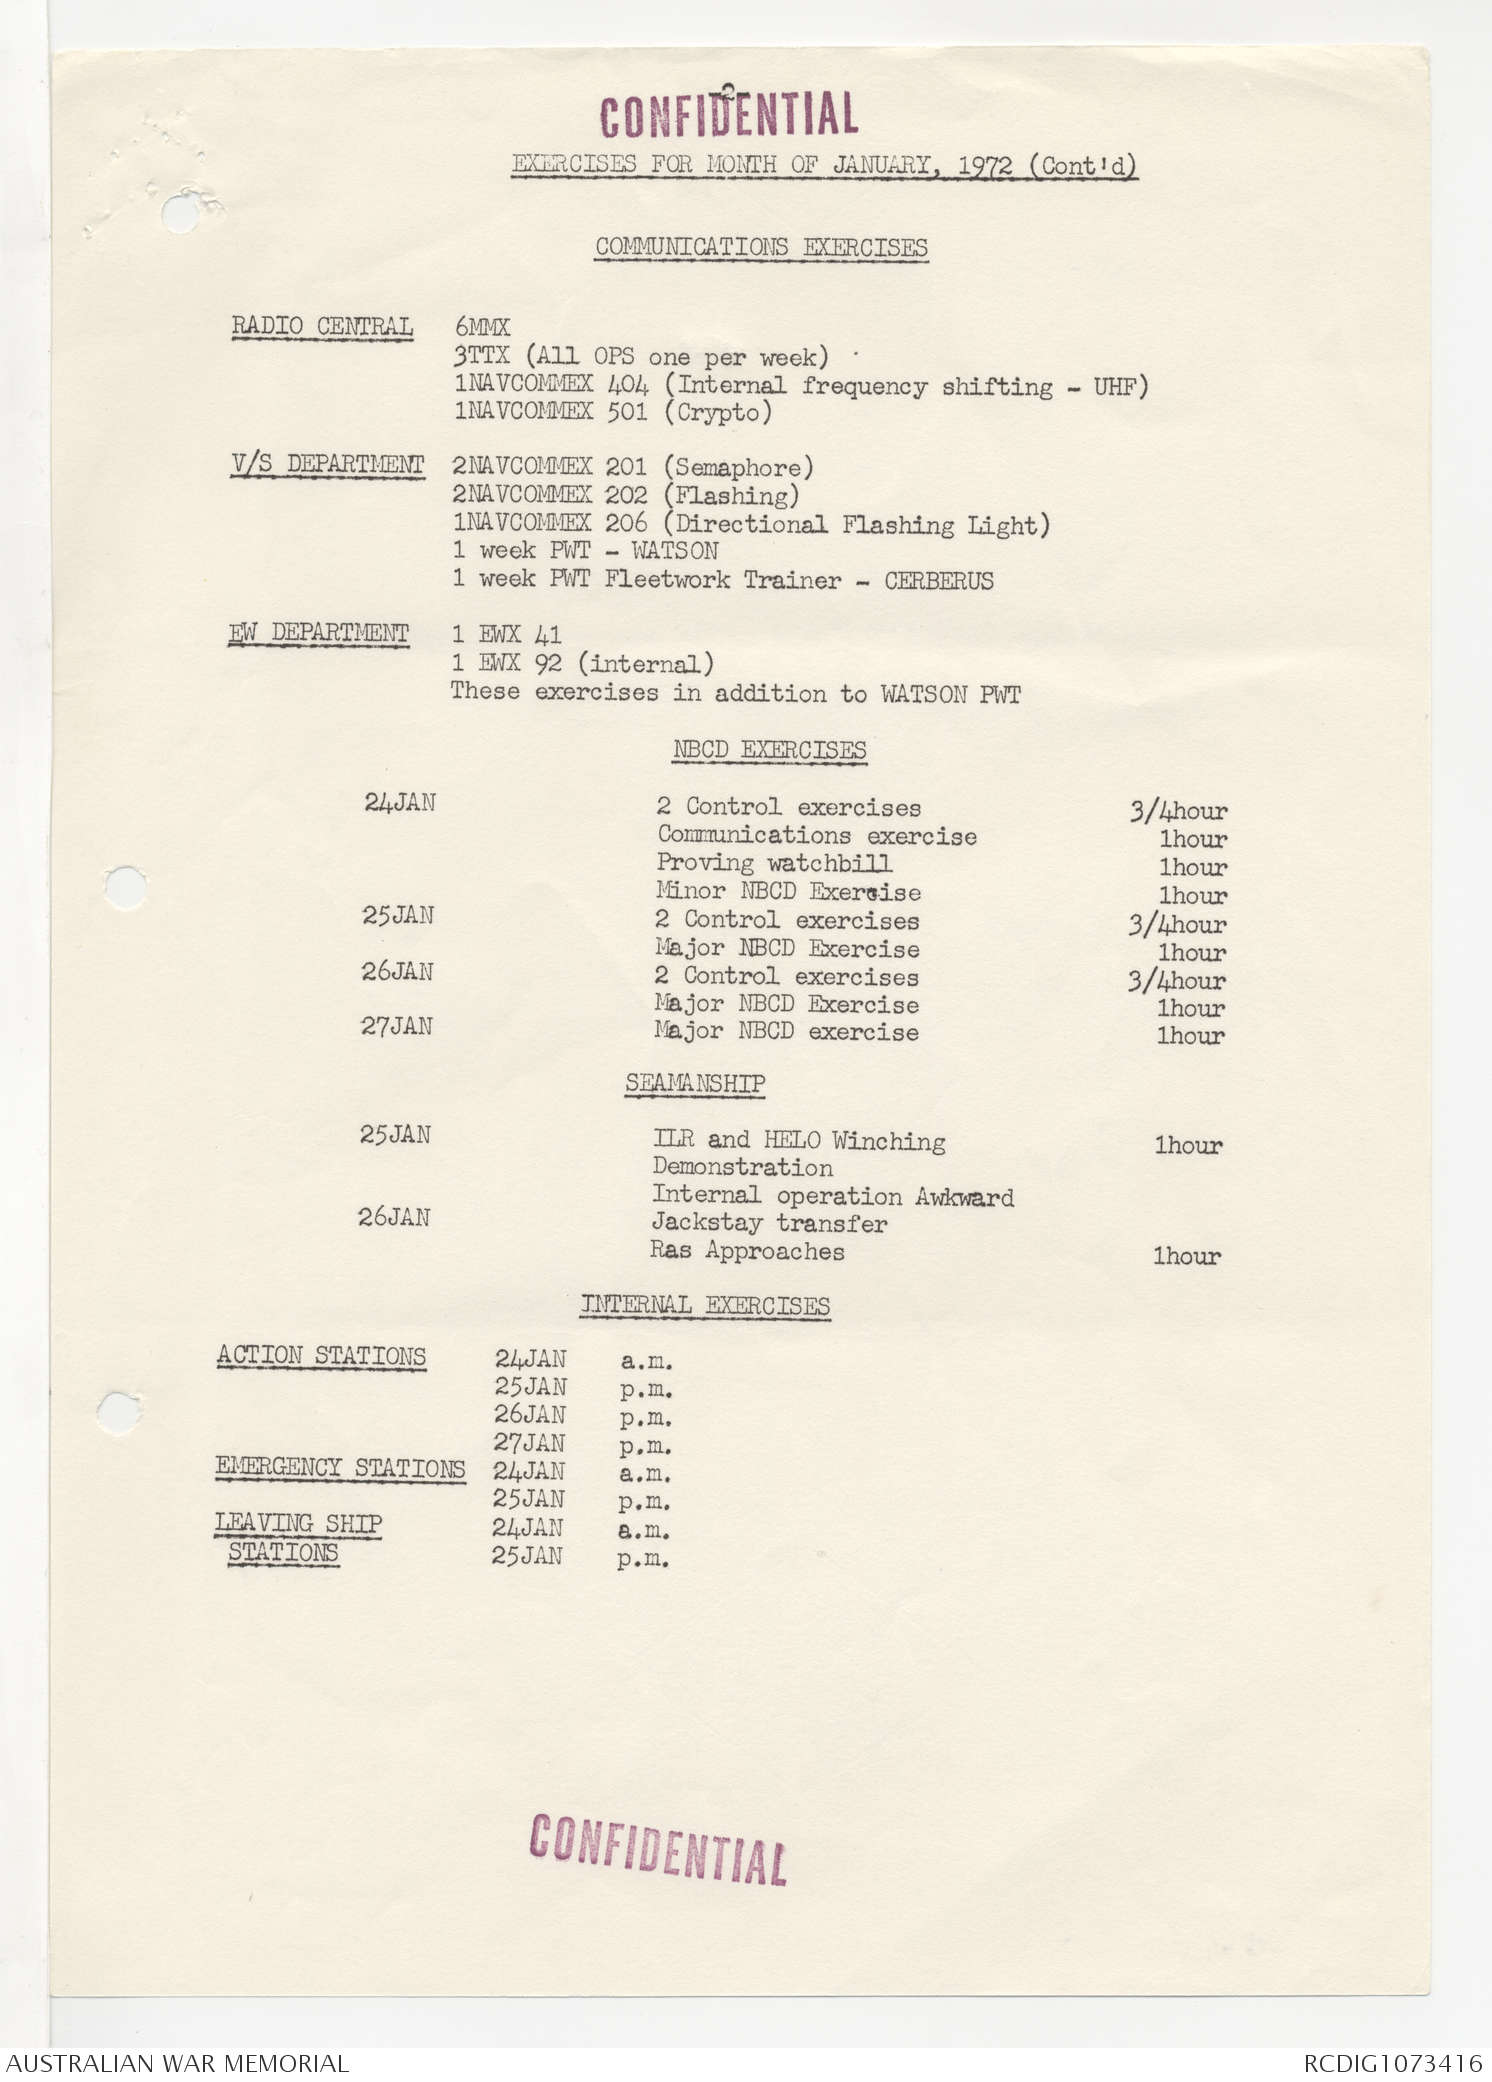 -2-
CONFIDENTIAL
EXERCISES FOR MONTH OF JANUARY, 1972 (Cont'd)
COMMUNICATIONS EXERCISES
RADIO CENTRAL 6MMX
3TTX (All OPS one per week)
1NAVCOMMEX 404 (Internal frequency shifting - UHF)
1NAVCOMMEX 501 (Crypto)
V/S DEPARTMENT 2NAVCOMMEX 201 (Semaphore)
2NAVCOMMEX 202 (Flashing)
1NAVCOMMEX 206 (Directional Flashing Light)
1 week PWT - WATSON
1 week PWT Fleetwork Trainer - CERBERUS
EW DEPARTMENT 1 EWX 41
1 EWX 92 (internal)
These exercises in addition to WATSON PWT
NBCD EXERCISES
24JAN 2 Control exercises 3/4hour
Communications exercise 1hour
Proving watchbill 1hour
Minor NBCD Exercise 1hour
25JAN 2 Control exercises 3/4hour
Major NBCD Exercise 1hour
26JAN 2 Control exercises 3/4hour
Major NBCD Exercise 1hour
27JAN Major NBCD exercise 1hour
SEAMANSHIP
25JAN ILR and HELO Winching 1hour
Demonstration
Internal operation Awkward
26JAN Jackstay transfer
Ras Approaches 1hour
INTERNAL EXERCISES
ACTION STATIONS 24JAN a.m.
25JAN p.m.
26JAN p.m.
27JAN p.m.
EMERGENCY STATIONS 24JAN a.m.
25JAN p.m.
LEAVING SHIP 24JAN a.m.
STATIONS 25JAN p.m.
CONFIDENTIAL
AUSTRALIAN WAR MEMORIAL RCDIG1073416